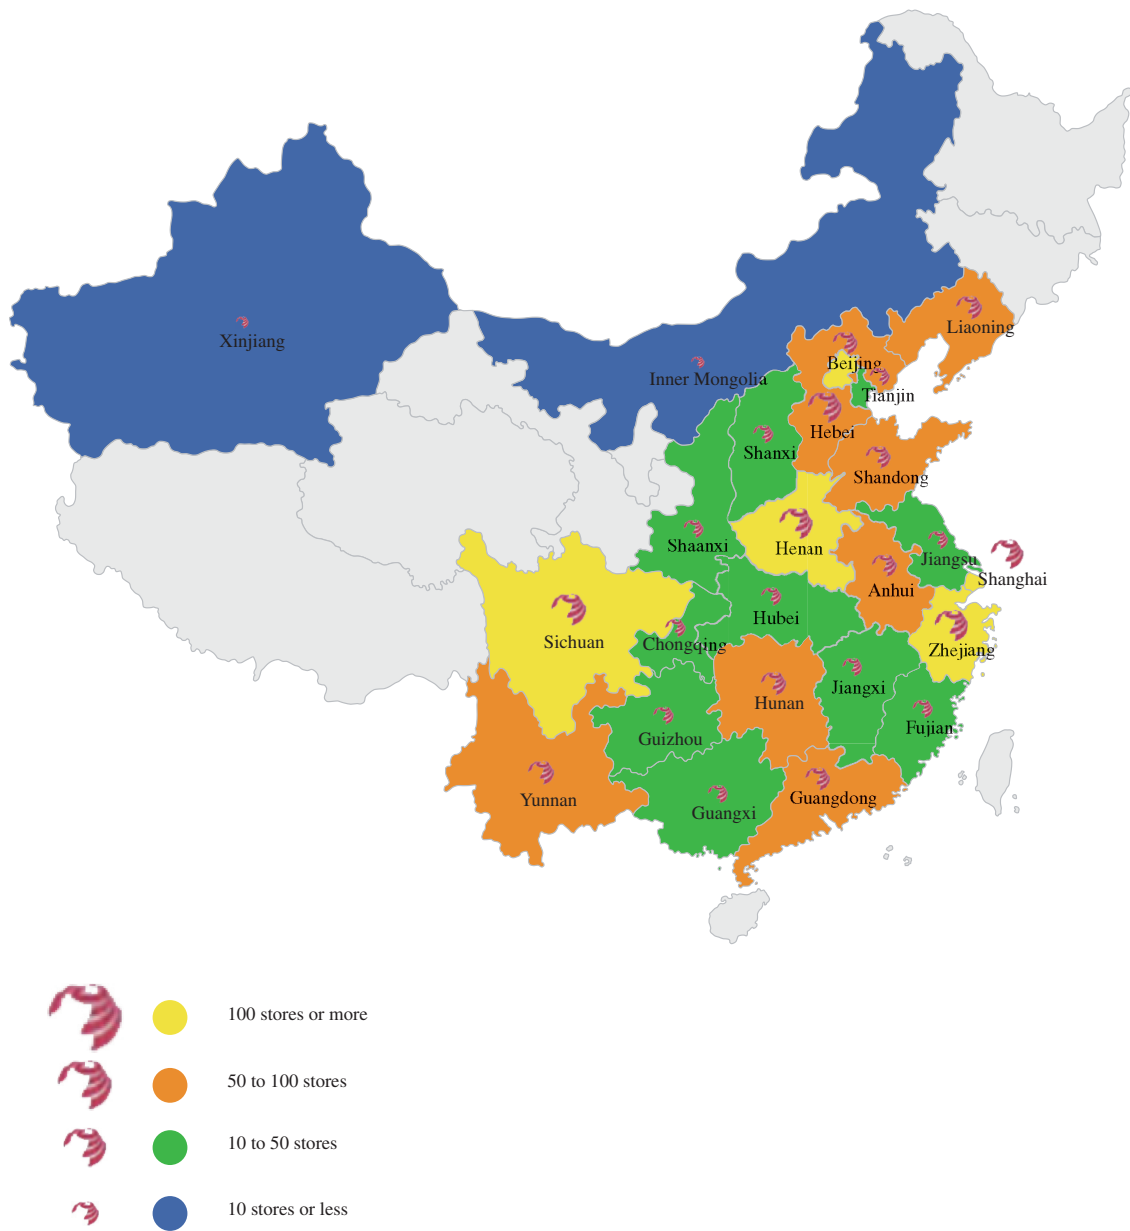 Liaoning
Xinjiang
Beijing
Inner Mongolia
Tianjin
Hebei
Shanxi
Shandong
Shaanxi
Henan
Jiangsu
Shanghai
Anhui
Hubei
Sichuan
Chongqing
Zhejiang
Jiangxi
Hunan
Fujian
Guizhou
Yunnan
Guangdong
Guangxi
100 stores or more
50 to 100 stores
10 to 50 stores
10 stores or less